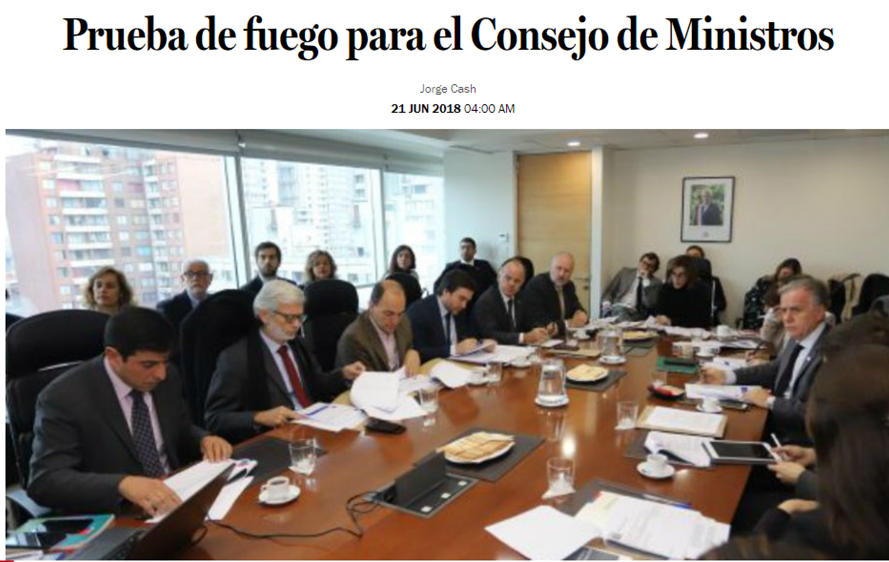 Prueba de fuego para el Consejo de Ministros
Jorge Cash
21 JUN 2018 04:00 AM